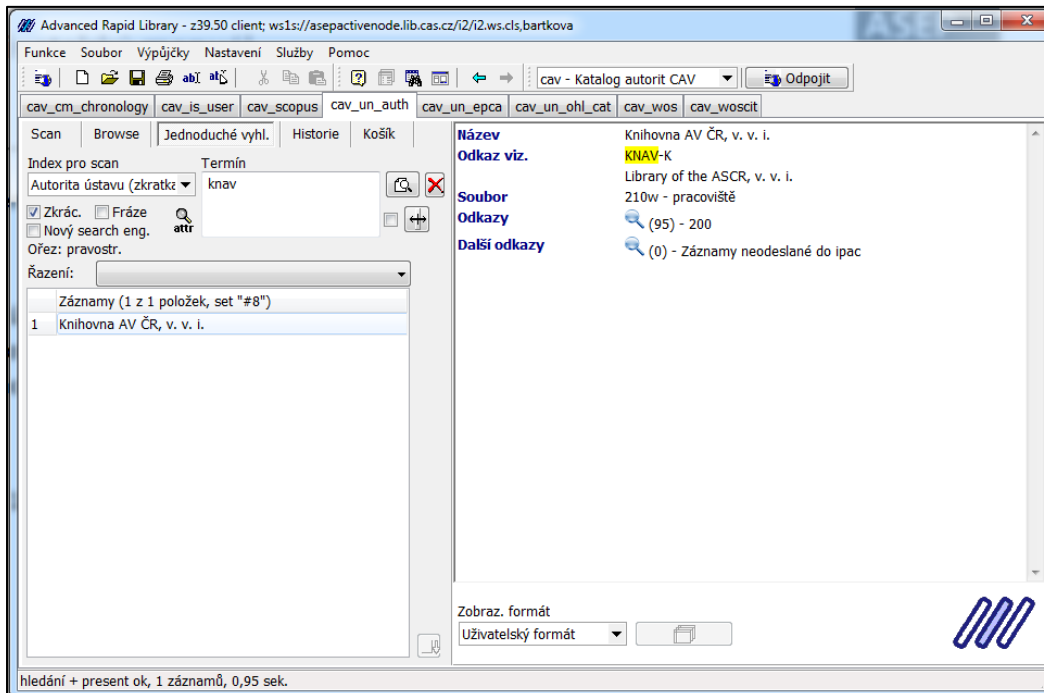 Advanced Rapid Library - z39.50 client; ws1s://asepactivenode.lib.cas.cz/i2/i2.ws.cls,bartkova
Funkce Soubor Výpůjčky Nastavení Služby Pomoc
cav - Katalog autorit CAV Odpojit
cav_cm_chronology cav_is_user cav_scopus cav_un_auth cav_un_epca cav_un_ohl_cat cav_wos cav_woscit
Scan Browse Jednoduché vyhl. Historie Košík
Index pro scan Termín
Autorita ústavu (zkratka knav
Zkrác. Fráze
Nový search eng. attr
Ořez: pravostr.
Řazení:
Záznamy (1 z 1 položek, set "#8")
1 Knihovna AV ČR, v. v. i.
Název Knihovna AV ČR, v. v. i.
Odkaz viz. KNAV-K
Library of the ASCR, v. v. i.
Soubor 210w - pracoviště
Odkazy (95) - 200
Další odkazy (0) - Záznamy neodeslané do ipac
Zobraz. formát
Uživatelský formát
hledání + present ok, 1 záznamů, 0,95 sek.